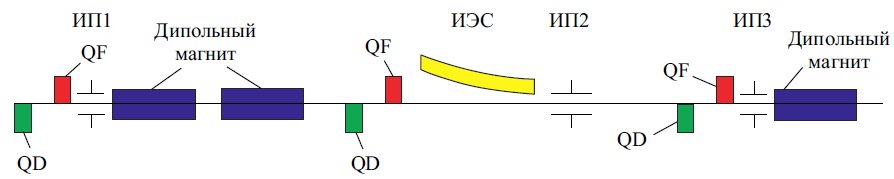 ИП1
Дипольный
магнит
QF
QD
ИЭС
QF
ИП2
QD
ИП3
Дипольный
магнит
QF
QD